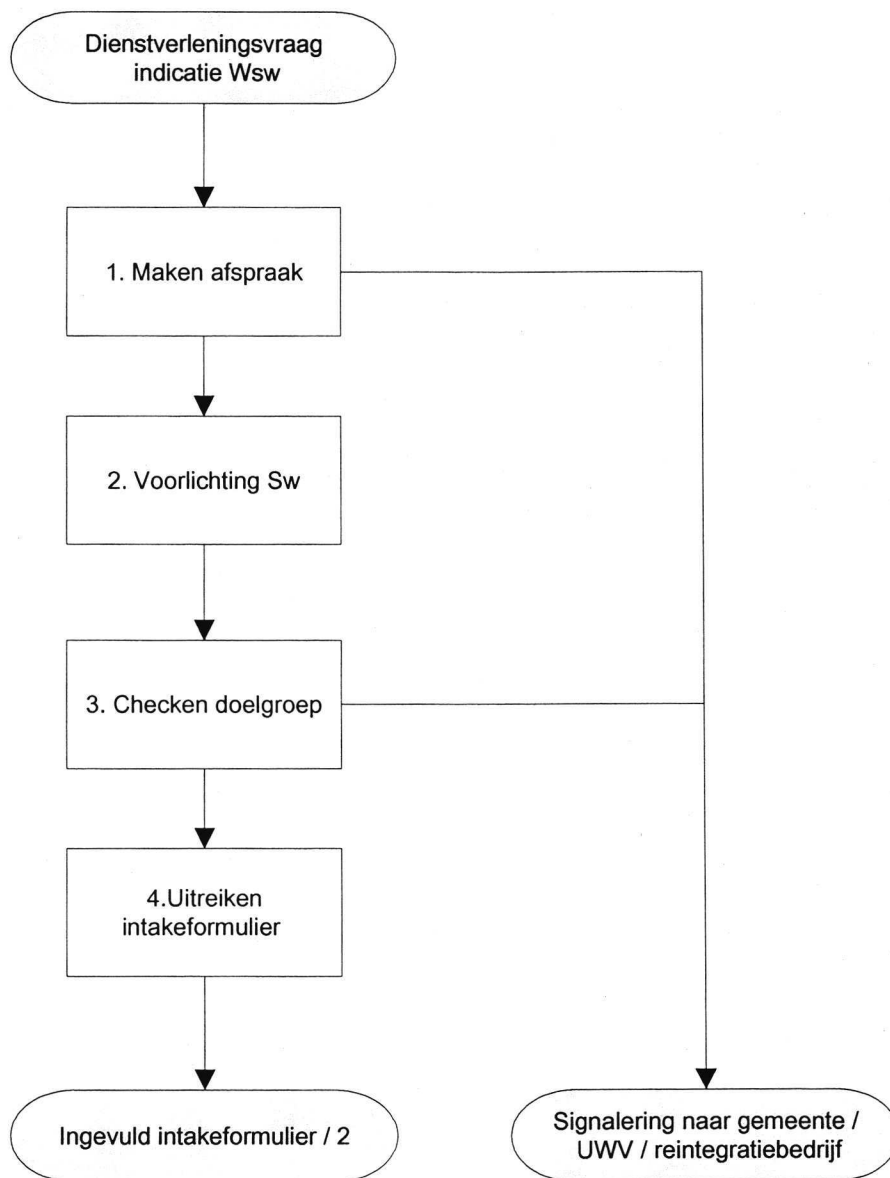 Dienstverleningsvraag
indicatie Wsw
1. Maken afspraak
2. Voorlichting Sw
3. Checken doelgroep
4.Uitreiken
intakeformulier
Ingevuld intakeformulier / 2
Signalering naar gemeente /
UWV / reintegratiebedrijf